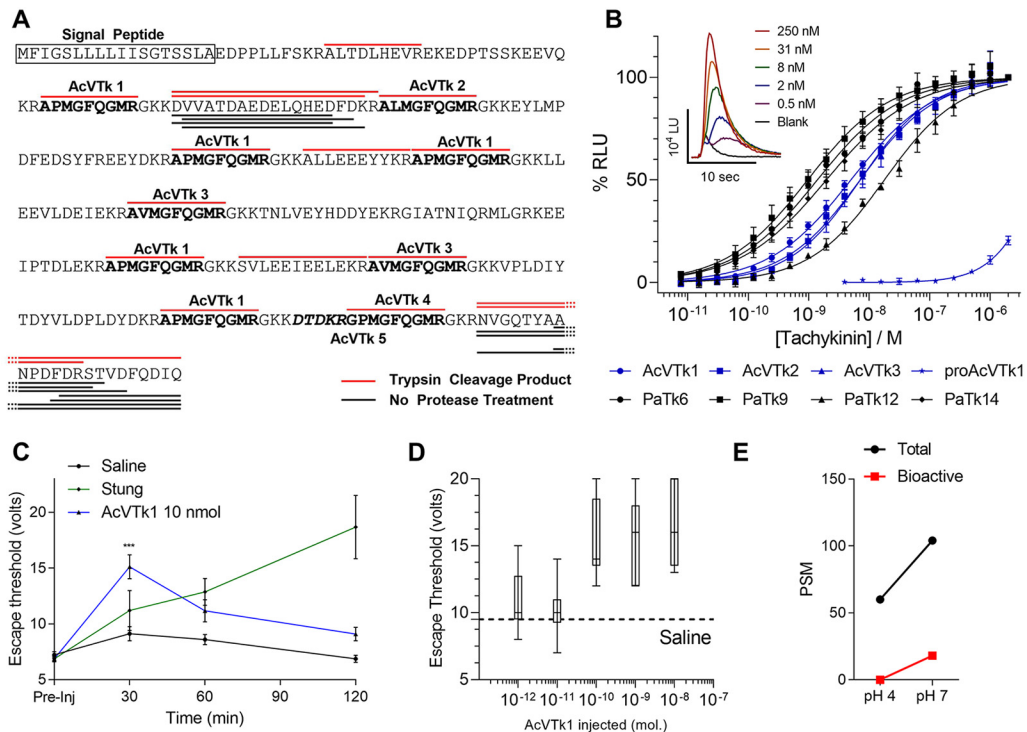 A
Signal Peptide
MFIGSLLLLIISGTSSLAEDPPLLFSKRALTDLHEVREKEDPTSSKEEVQ
AcVTk 1
AcVTk 2
KRAPMGFQGMRGKKDVVATDAEDELQHEDFDKRALMGFQGMRGKKEYLMP
AcVTk 1
AcVTk 1
DFEDSYFREEYDKRAPMGFQGMRGKKALLEEEYYKRAPMGFQGMRGKKLL
AcVTk 3
EEVLDEIEKRAVMGFQGMRGKKTNLVEYHDDYEKRGIATNIQRMLGRKEE
AcVTk 1
AcVTk 3
IPTDLEKRAPMGFQGMRGKKSVLEEIEELEKRAVMGFQGMRGKKVPLDIY
AcVTk 1
AcVTk 4
TDYVLDPLDYDKRAPMGFQGMRGKKDTDKRGPMGFQGMRGKRNVGQTYAA
AcVTk 5
NPDFDRSTVDFQDIQ
Trypsin Cleavage Product
No Protease Treatment
B
% RLU
100
50
0
10⁴ LU
10 sec
250 nM
31 nM
8 nM
2 nM
0.5 nM
Blank
10⁻¹¹ 10⁻¹⁰ 10⁻⁹ 10⁻⁸ 10⁻⁷ 10⁻⁶
[Tachykinin] / M
AcVTk1 AcVTk2 AcVTk3 proAcVTk1
PaTk6 PaTk9 PaTk12 PaTk14
C
Saline
Stung
AcVTk1 10 nmol
Escape threshold (volts)
20
15
10
5
***
Pre-Inj 30 60 90 120
Time (min)
D
Escape Threshold (volts)
20
15
10
5
Saline
10⁻¹² 10⁻¹¹ 10⁻¹⁰ 10⁻⁹ 10⁻⁸ 10⁻⁷
AcVTk1 injected (mol.)
E
Total
Bioactive
PSM
150
100
50
0
pH 4 pH 7